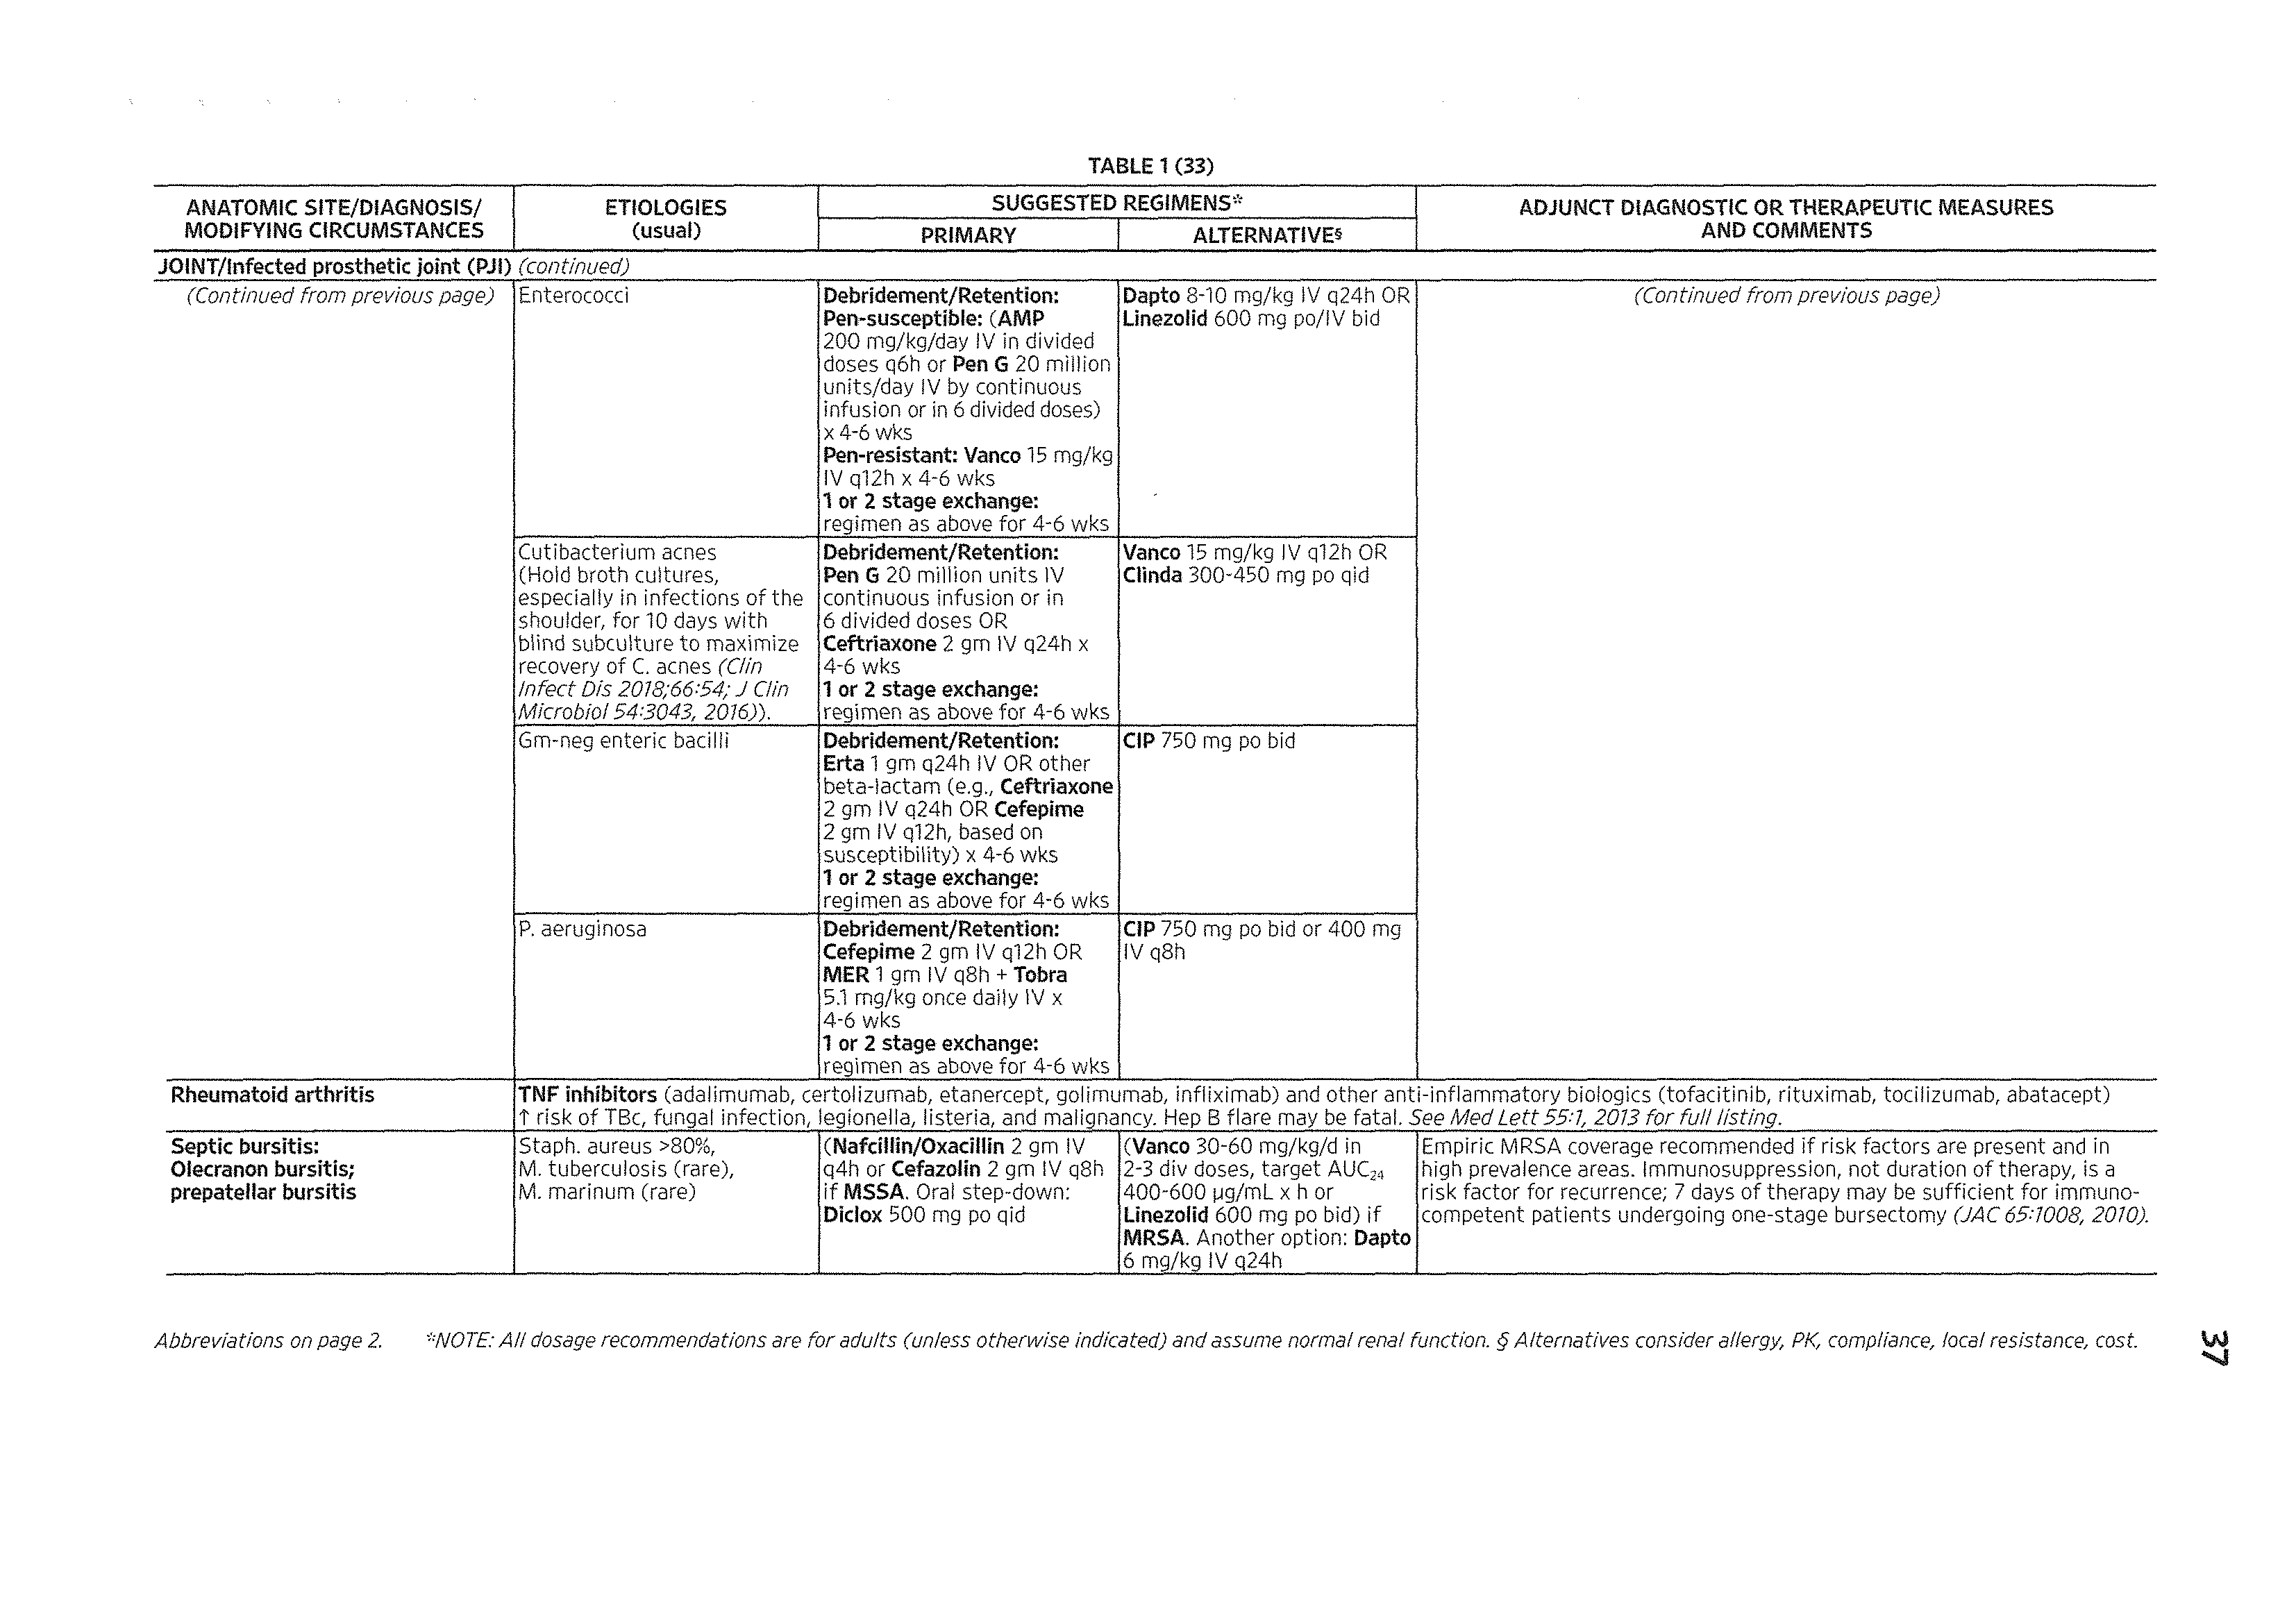 TABLE 1 (33)
ANATOMIC SITE/DIAGNOSIS/
MODIFYING CIRCUMSTANCES
ETIOLOGIES
(usual)
SUGGESTED REGIMENS*
PRIMARY
ALTERNATIVE§
ADJUNCT DIAGNOSTIC OR THERAPEUTIC MEASURES
AND COMMENTS
JOINT/Infected prosthetic joint (PJI) (continued)
(Continued from previous page)
Enterococci
Debridement/Retention:
Pen-susceptible: (AMP
200 mg/kg/day IV in divided
doses q6h or Pen G 20 million
units/day IV by continuous
infusion or in 6 divided doses)
x 4-6 wks
Pen-resistant: Vanco 15 mg/kg
IV q12h x 4-6 wks
1 or 2 stage exchange:
regimen as above for 4-6 wks
Dapto 8-10 mg/kg IV q24h OR
Linezolid 600 mg po/IV bid
(Continued from previous page)
Cutibacterium acnes
(Hold broth cultures,
especially in infections of the
shoulder, for 10 days with
blind subculture to maximize
recovery of C. acnes (Clin
Infect Dis 2018;66:54; J Clin
Microbiol 54:3043, 2016)).
Debridement/Retention:
Pen G 20 million units IV
continuous infusion or in
6 divided doses OR
Ceftriaxone 2 gm IV q24h x
4-6 wks
1 or 2 stage exchange:
regimen as above for 4-6 wks
Vanco 15 mg/kg IV q12h OR
Clinda 300-450 mg po qid
Gm-neg enteric bacilli
Debridement/Retention:
Erta 1 gm q24h IV OR other
beta-lactam (e.g., Ceftriaxone
2 gm IV q24h OR Cefepime
2 gm IV q12h, based on
susceptibility) x 4-6 wks
1 or 2 stage exchange:
regimen as above for 4-6 wks
CIP 750 mg po bid
P. aeruginosa
Debridement/Retention:
Cefepime 2 gm IV q12h OR
MER 1 gm IV q8h + Tobra
5.1 mg/kg once daily IV x
4-6 wks
1 or 2 stage exchange:
regimen as above for 4-6 wks
CIP 750 mg po bid or 400 mg
IV q8h
Rheumatoid arthritis
TNF inhibitors (adalimumab, certolizumab, etanercept, golimumab, infliximab) and other anti-inflammatory biologics (tofacitinib, rituximab, tocilizumab, abatacept)
↑ risk of TBc, fungal infection, legionella, listeria, and malignancy. Hep B flare may be fatal. See Med Lett 55:1, 2013 for full listing.
Septic bursitis:
Olecranon bursitis;
prepatellar bursitis
Staph. aureus >80%,
M. tuberculosis (rare),
M. marinum (rare)
(Nafcillin/Oxacillin 2 gm IV
q4h or Cefazolin 2 gm IV q8h
if MSSA. Oral step-down:
Diclox 500 mg po qid
(Vanco 30-60 mg/kg/d in
2-3 div doses, target AUC24
400-600 µg/mL x h or
Linezolid 600 mg po bid) if
MRSA. Another option: Dapto
6 mg/kg IV q24h
Empiric MRSA coverage recommended if risk factors are present and in
high prevalence areas. Immunosuppression, not duration of therapy, is a
risk factor for recurrence; 7 days of therapy may be sufficient for immuno-
competent patients undergoing one-stage bursectomy (JAC 65:1008, 2010).
Abbreviations on page 2. *NOTE: All dosage recommendations are for adults (unless otherwise indicated) and assume normal renal function. § Alternatives consider allergy, PK, compliance, local resistance, cost.
37